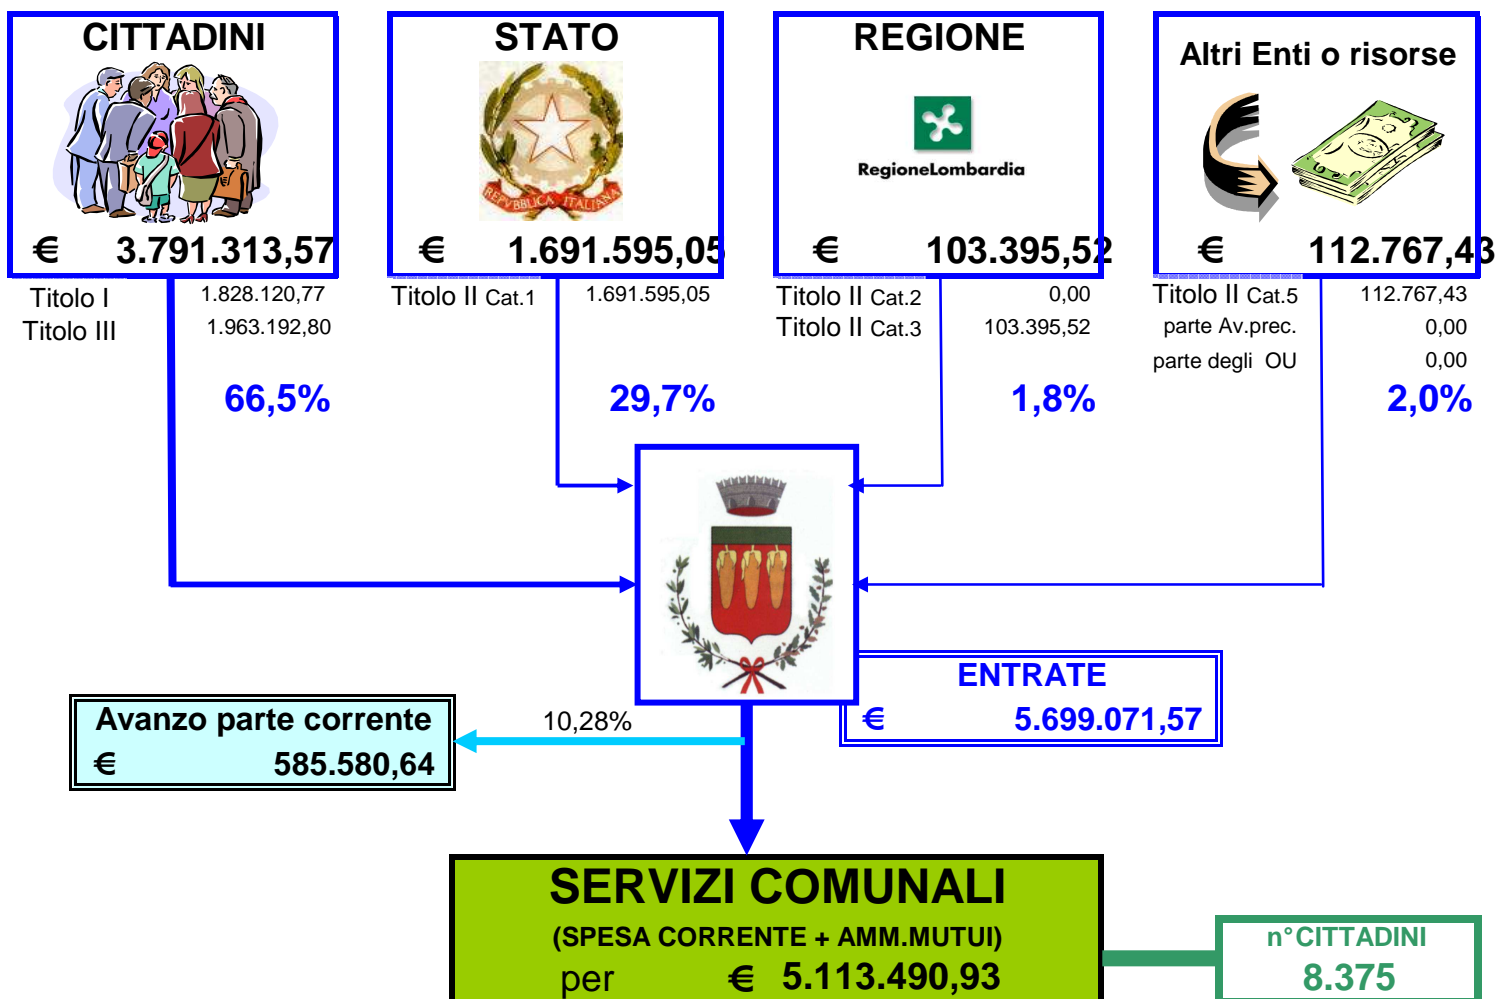 CITTADINI
€ 3.791.313,57
Titolo I 1.828.120,77
Titolo III 1.963.192,80
66,5%
STATO
REPVBBLICA ITALIANA
€ 1.691.595,05
Titolo II Cat.1 1.691.595,05
29,7%
REGIONE
RegioneLombardia
€ 103.395,52
Titolo II Cat.2 0,00
Titolo II Cat.3 103.395,52
1,8%
Altri Enti o risorse
€ 112.767,43
Titolo II Cat.5 112.767,43
parte Av.prec. 0,00
parte degli OU 0,00
2,0%
ENTRATE
€ 5.699.071,57
Avanzo parte corrente
€ 585.580,64
10,28%
SERVIZI COMUNALI
(SPESA CORRENTE + AMM.MUTUI)
per € 5.113.490,93
n°CITTADINI
8.375